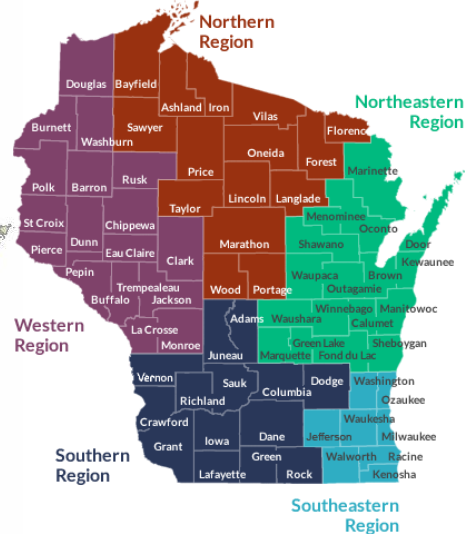 Northern
Region
Douglas
Bayfield
Ashland
Iron
Vilas
Northeastern
Region
Burnett
Washburn
Sawyer
Florence
Oneida
Forest
Price
Marinette
Polk
Barron
Rusk
Lincoln
Langlade
Taylor
Menominee
Oconto
St Croix
Chippewa
Dunn
Pierce
Eau Claire
Clark
Marathon
Shawano
Door
Kewaunee
Pepin
Waupaca
Brown
Buffalo
Trempealeau
Jackson
Wood
Portage
Outagamie
Western
Region
La Crosse
Monroe
Adams
Juneau
Waushara
Winnebago
Manitowoc
Calumet
Marquette
Green Lake
Fond du Lac
Sheboygan
Vernon
Sauk
Columbia
Dodge
Washington
Richland
Ozaukee
Crawford
Waukesha
Grant
Iowa
Dane
Jefferson
Milwaukee
Southern
Region
Green
Walworth
Racine
Lafayette
Rock
Kenosha
Southeastern
Region